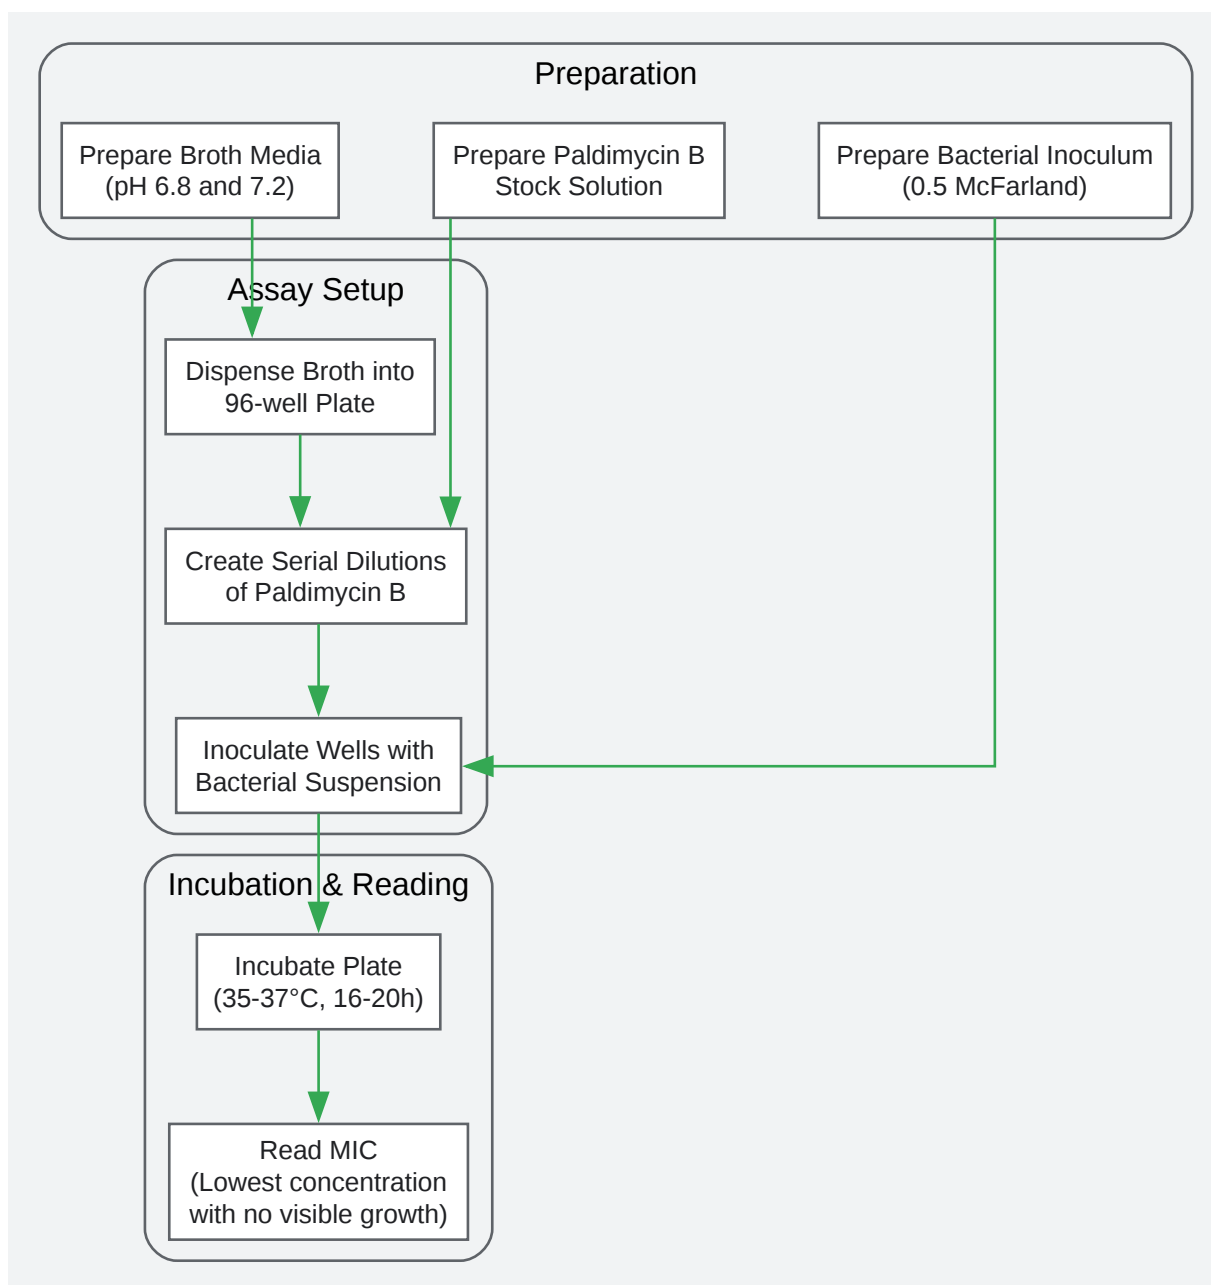 Preparation
Prepare Broth Media
(pH 6.8 and 7.2)
Prepare Paldimycin B
Stock Solution
Prepare Bacterial Inoculum
(0.5 McFarland)
Assay Setup
Dispense Broth into
96-well Plate
Create Serial Dilutions
of Paldimycin B
Inoculate Wells with
Bacterial Suspension
Incubation & Reading
Incubate Plate
(35-37°C, 16-20h)
Read MIC
(Lowest concentration
with no visible growth)